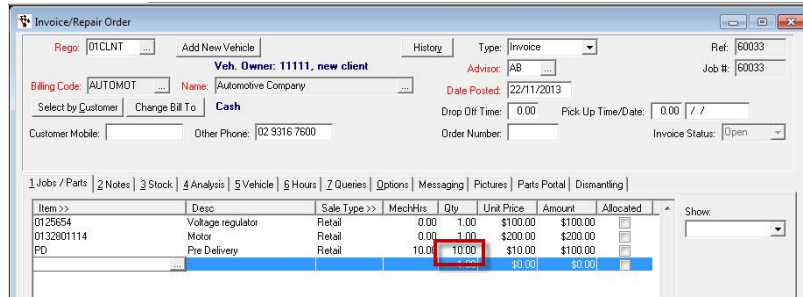 Invoice/Repair Order
Rego: 01CLNT ... Add New Vehicle History Type: Invoice Ref: 60033
Veh. Owner: 11111, new client Advisor: AB ... Job #: 60033
Billing Code: AUTOMOT ... Name: Automotive Company ... Date Posted: 22/11/2013
Select by Customer Change Bill To Cash Drop Off Time: 0.00 Pick Up Time/Date: 0.00 / /
Customer Mobile: Other Phone: 02 9316 7600 Order Number: Invoice Status: Open
1 Jobs / Parts 2 Notes 3 Stock 4 Analysis 5 Vehicle 6 Hours 7 Queries Options Messaging Pictures Parts Portal Dismantling
Item >> Desc Sale Type >> MechHrs Qty Unit Price Amount Allocated Show:
0125654 Voltage regulator Retail 0.00 1.00 $100.00 $100.00
0132801114 Motor Retail 0.00 1.00 $200.00 $200.00
PD Pre Delivery Retail 10.00 10.00 $10.00 $100.00
... 1.00 $0.00 $0.00